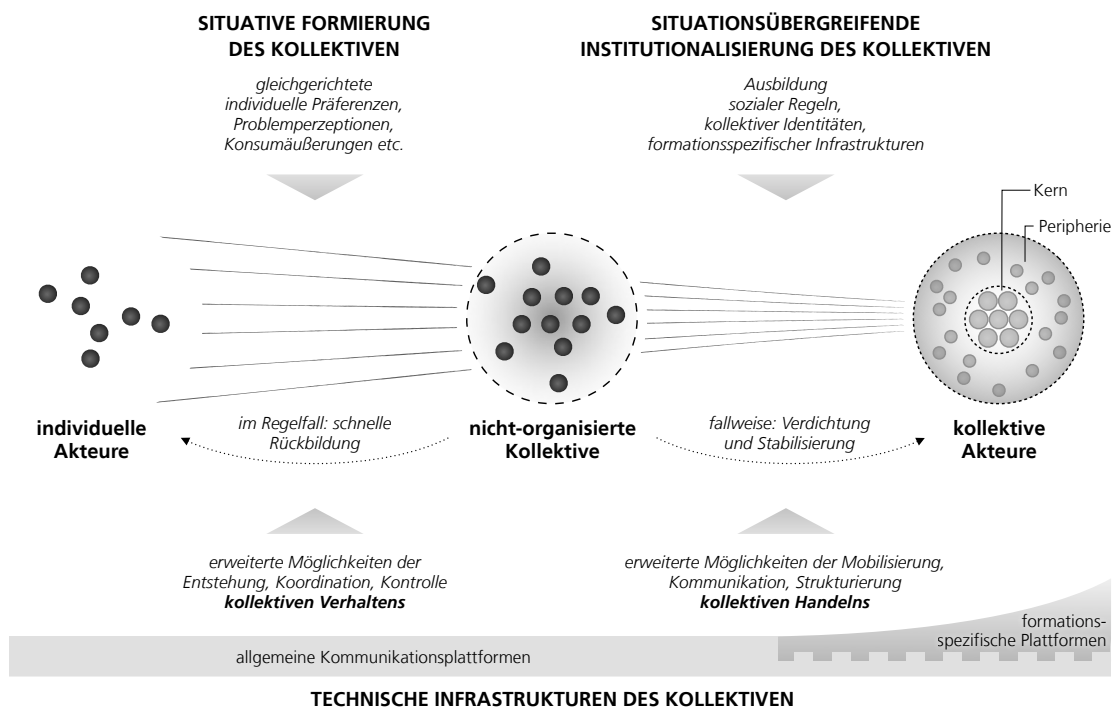 SITUATIVE FORMIERUNG
DES KOLLEKTIVEN
gleichgerichtete
individuelle Präferenzen,
Problemperzeptionen,
Konsumäußerungen etc.
SITUATIONSÜBERGREIFENDE
INSTITUTIONALISIERUNG DES KOLLEKTIVEN
Ausbildung
sozialer Regeln,
kollektiver Identitäten,
formationsspezifischer Infrastrukturen
Kern
Peripherie
individuelle
Akteure
im Regelfall: schnelle
Rückbildung
nicht-organisierte
Kollektive
fallweise: Verdichtung
und Stabilisierung
kollektive
Akteure
erweiterte Möglichkeiten der
Entstehung, Koordination, Kontrolle
kollektiven Verhaltens
erweiterte Möglichkeiten der Mobilisierung,
Kommunikation, Strukturierung
kollektiven Handelns
formations-
spezifische Plattformen
allgemeine Kommunikationsplattformen
TECHNISCHE INFRASTRUKTUREN DES KOLLEKTIVEN